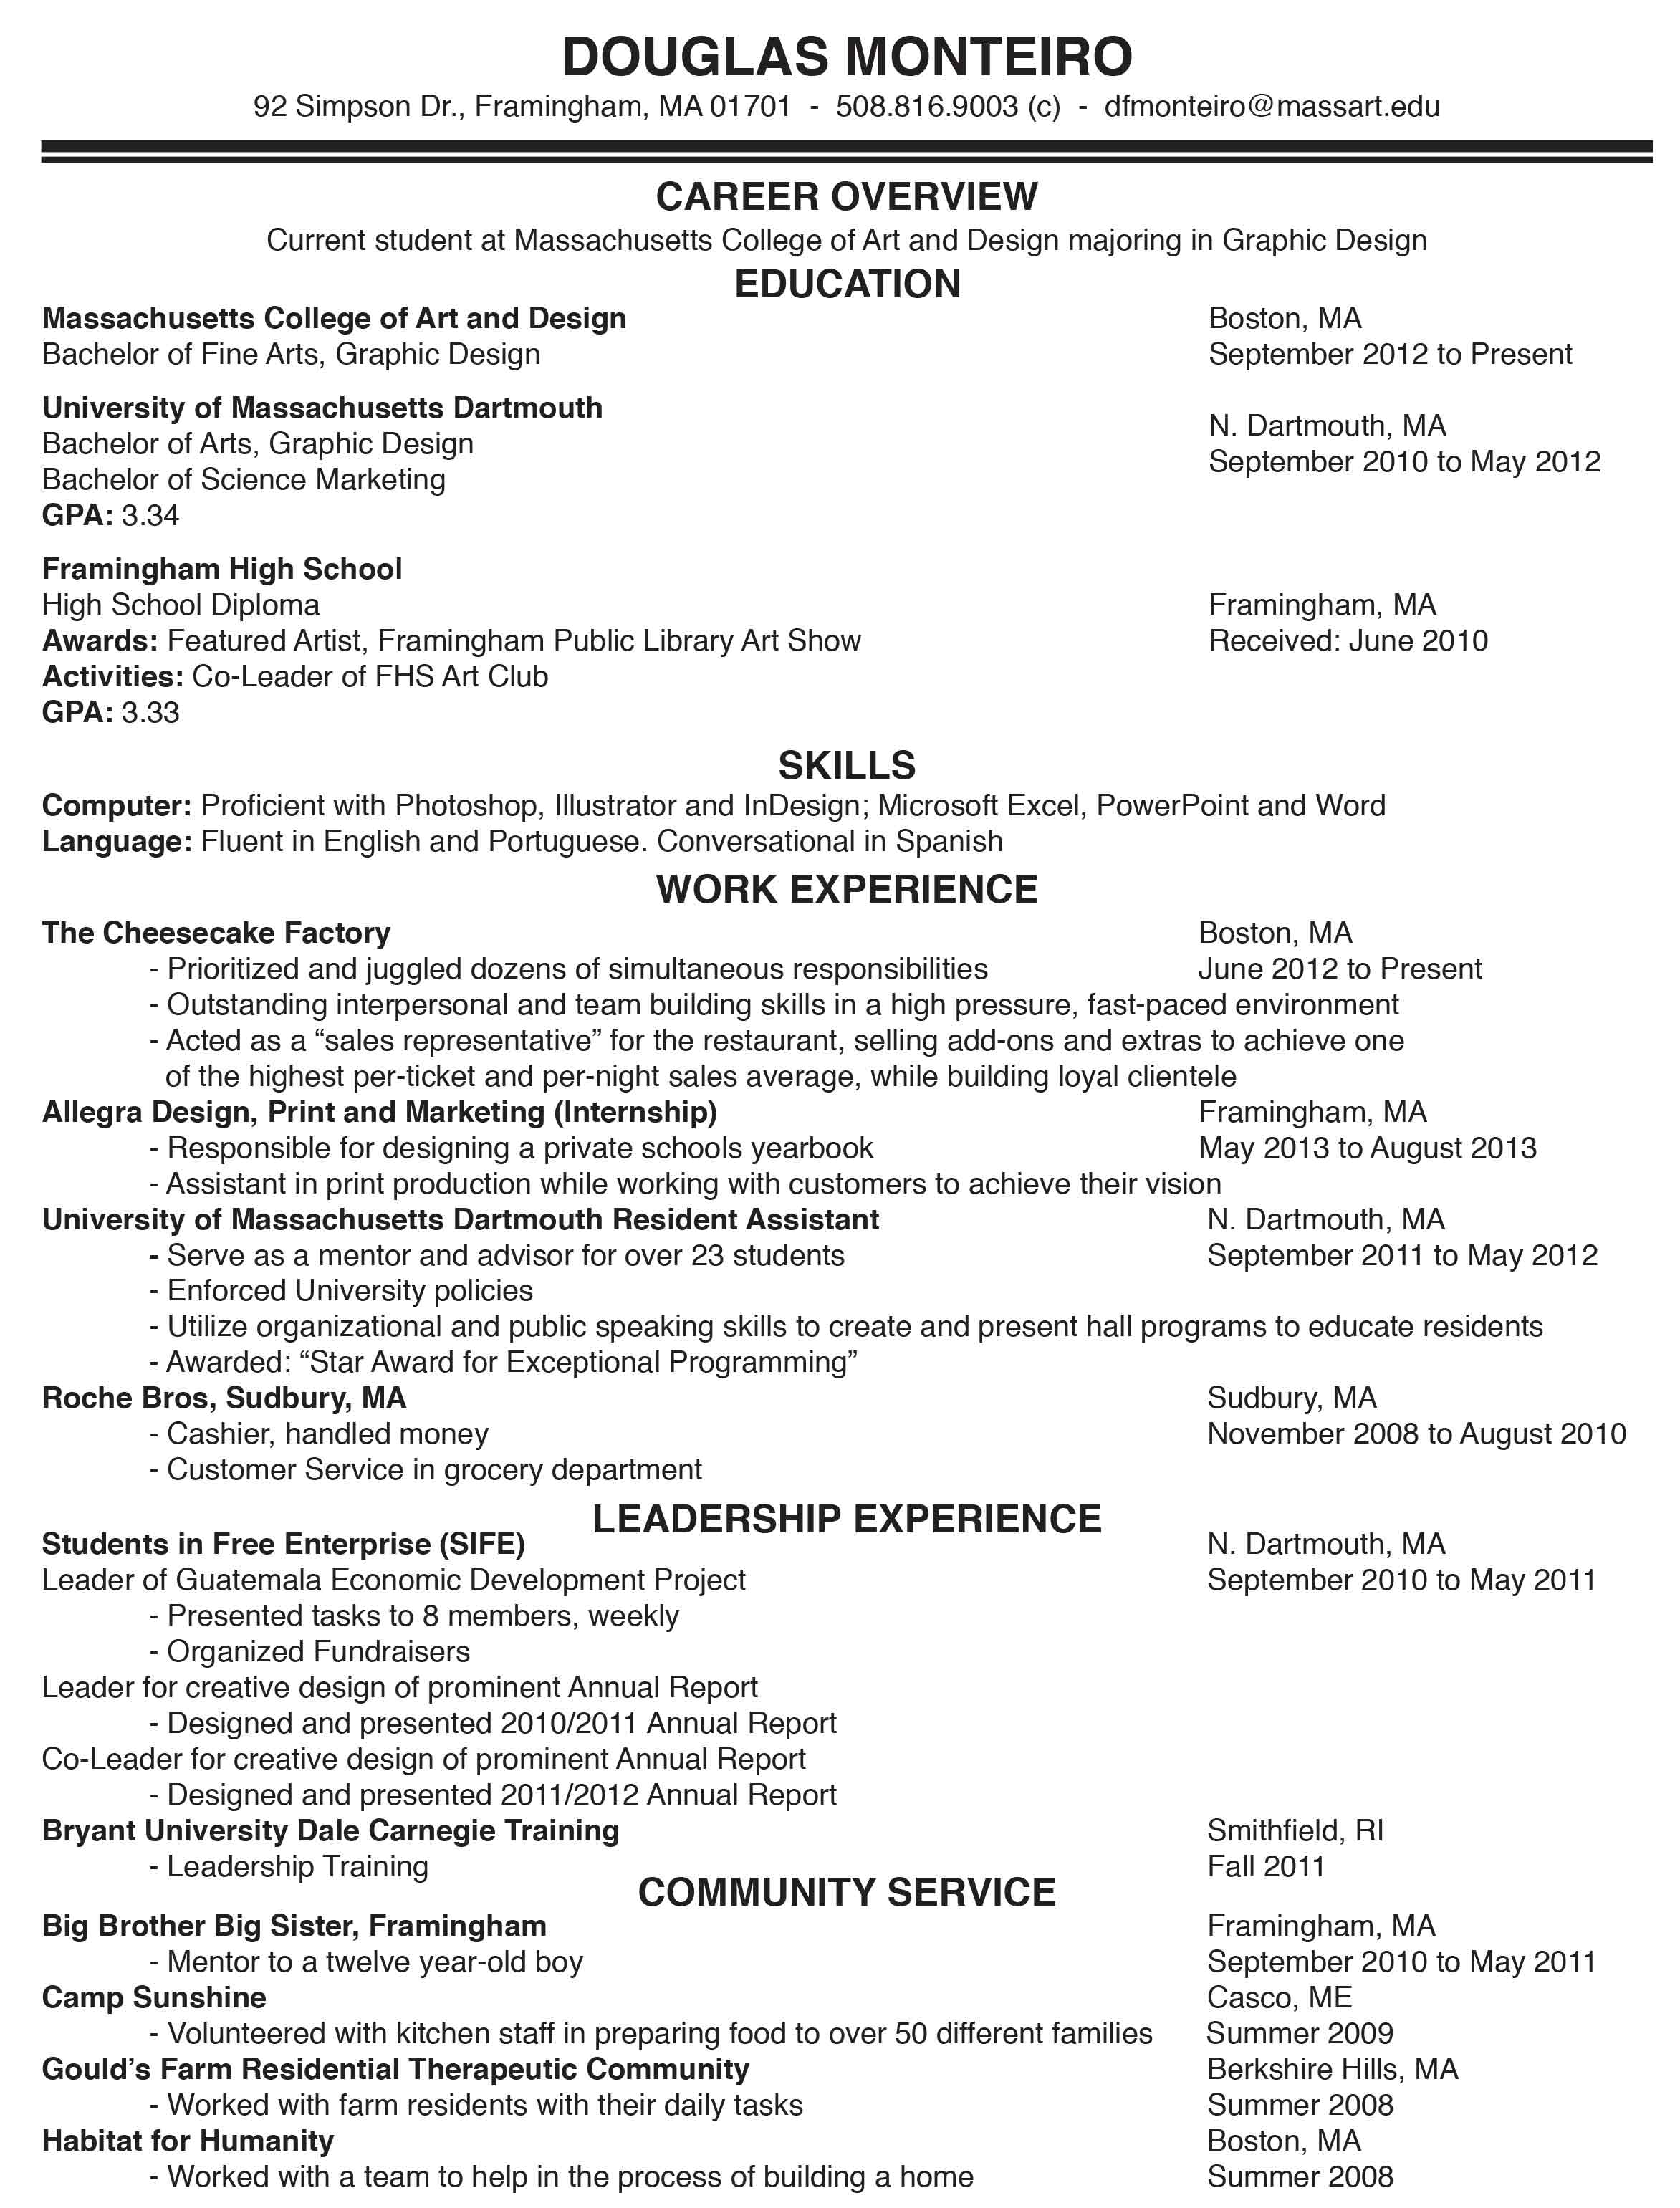 DOUGLAS MONTEIRO
92 Simpson Dr., Framingham, MA 01701 - 508.816.9003 (c) - dfmonteiro@massart.edu
CAREER OVERVIEW
Current student at Massachusetts College of Art and Design majoring in Graphic Design
EDUCATION
Massachusetts College of Art and Design Boston, MA
Bachelor of Fine Arts, Graphic Design September 2012 to Present
University of Massachusetts Dartmouth
N. Dartmouth, MA
Bachelor of Arts, Graphic Design
September 2010 to May 2012
Bachelor of Science Marketing
GPA: 3.34
Framingham High School
High School Diploma Framingham, MA
Awards: Featured Artist, Framingham Public Library Art Show Received: June 2010
Activities: Co-Leader of FHS Art Club
GPA: 3.33
SKILLS
Computer: Proficient with Photoshop, Illustrator and InDesign; Microsoft Excel, PowerPoint and Word
Language: Fluent in English and Portuguese. Conversational in Spanish
WORK EXPERIENCE
The Cheesecake Factory Boston, MA
- Prioritized and juggled dozens of simultaneous responsibilities June 2012 to Present
- Outstanding interpersonal and team building skills in a high pressure, fast-paced environment
- Acted as a “sales representative” for the restaurant, selling add-ons and extras to achieve one
of the highest per-ticket and per-night sales average, while building loyal clientele
Allegra Design, Print and Marketing (Internship) Framingham, MA
- Responsible for designing a private schools yearbook May 2013 to August 2013
- Assistant in print production while working with customers to achieve their vision
University of Massachusetts Dartmouth Resident Assistant N. Dartmouth, MA
- Serve as a mentor and advisor for over 23 students September 2011 to May 2012
- Enforced University policies
- Utilize organizational and public speaking skills to create and present hall programs to educate residents
- Awarded: “Star Award for Exceptional Programming”
Roche Bros, Sudbury, MA Sudbury, MA
- Cashier, handled money November 2008 to August 2010
- Customer Service in grocery department
LEADERSHIP EXPERIENCE
Students in Free Enterprise (SIFE) N. Dartmouth, MA
Leader of Guatemala Economic Development Project September 2010 to May 2011
- Presented tasks to 8 members, weekly
- Organized Fundraisers
Leader for creative design of prominent Annual Report
- Designed and presented 2010/2011 Annual Report
Co-Leader for creative design of prominent Annual Report
- Designed and presented 2011/2012 Annual Report
Bryant University Dale Carnegie Training Smithfield, RI
- Leadership Training Fall 2011
COMMUNITY SERVICE
Big Brother Big Sister, Framingham Framingham, MA
- Mentor to a twelve year-old boy September 2010 to May 2011
Camp Sunshine Casco, ME
- Volunteered with kitchen staff in preparing food to over 50 different families Summer 2009
Gould’s Farm Residential Therapeutic Community Berkshire Hills, MA
- Worked with farm residents with their daily tasks Summer 2008
Habitat for Humanity Boston, MA
- Worked with a team to help in the process of building a home Summer 2008